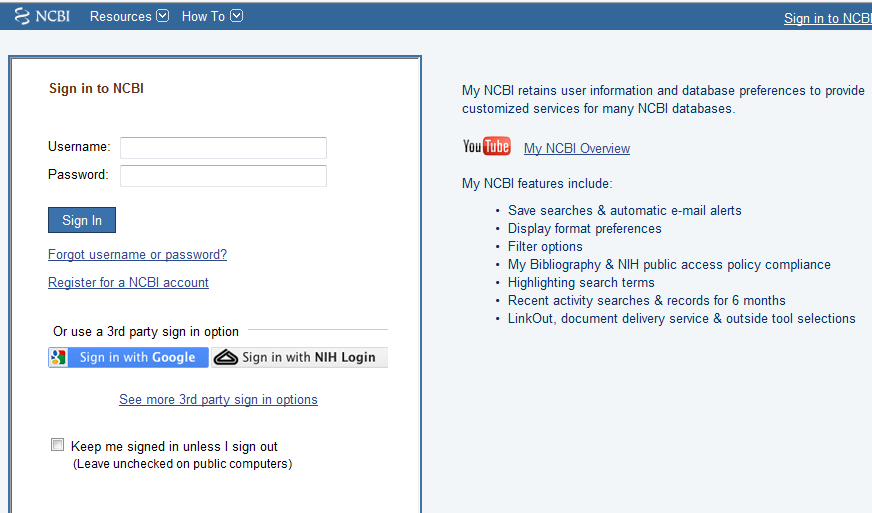 NCBI Resources How To Sign in to NCBI
Sign in to NCBI
Username:
Password:
Sign In
Forgot username or password?
Register for a NCBI account
Or use a 3rd party sign in option
Sign in with Google
Sign in with NIH Login
See more 3rd party sign in options
Keep me signed in unless I sign out
(Leave unchecked on public computers)
My NCBI retains user information and database preferences to provide
customized services for many NCBI databases.
YouTube My NCBI Overview
My NCBI features include:
• Save searches & automatic e-mail alerts
• Display format preferences
• Filter options
• My Bibliography & NIH public access policy compliance
• Highlighting search terms
• Recent activity searches & records for 6 months
• LinkOut, document delivery service & outside tool selections